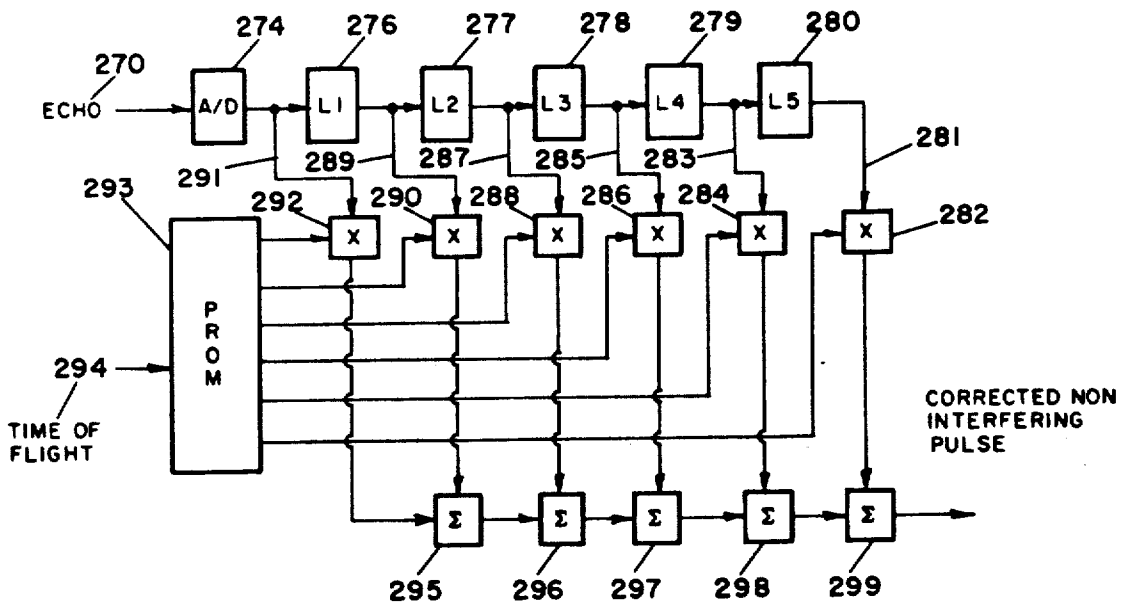 274
276
277
278
279
280
270
ECHO
A/D
L1
L2
L3
L4
L5
291
289
287
285
283
281
293
292
290
288
286
284
282
X
X
X
X
X
X
PROM
294
TIME OF
FLIGHT
CORRECTED NON
INTERFERING
PULSE
Σ
Σ
Σ
Σ
Σ
295
296
297
298
299